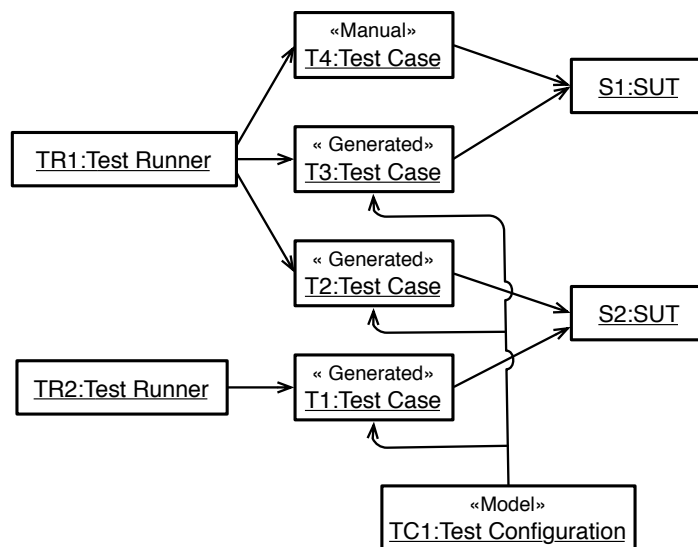 «Manual»
T4:Test Case
S1:SUT
« Generated»
T3:Test Case
TR1:Test Runner
« Generated»
T2:Test Case
S2:SUT
« Generated»
T1:Test Case
TR2:Test Runner
«Model»
TC1:Test Configuration